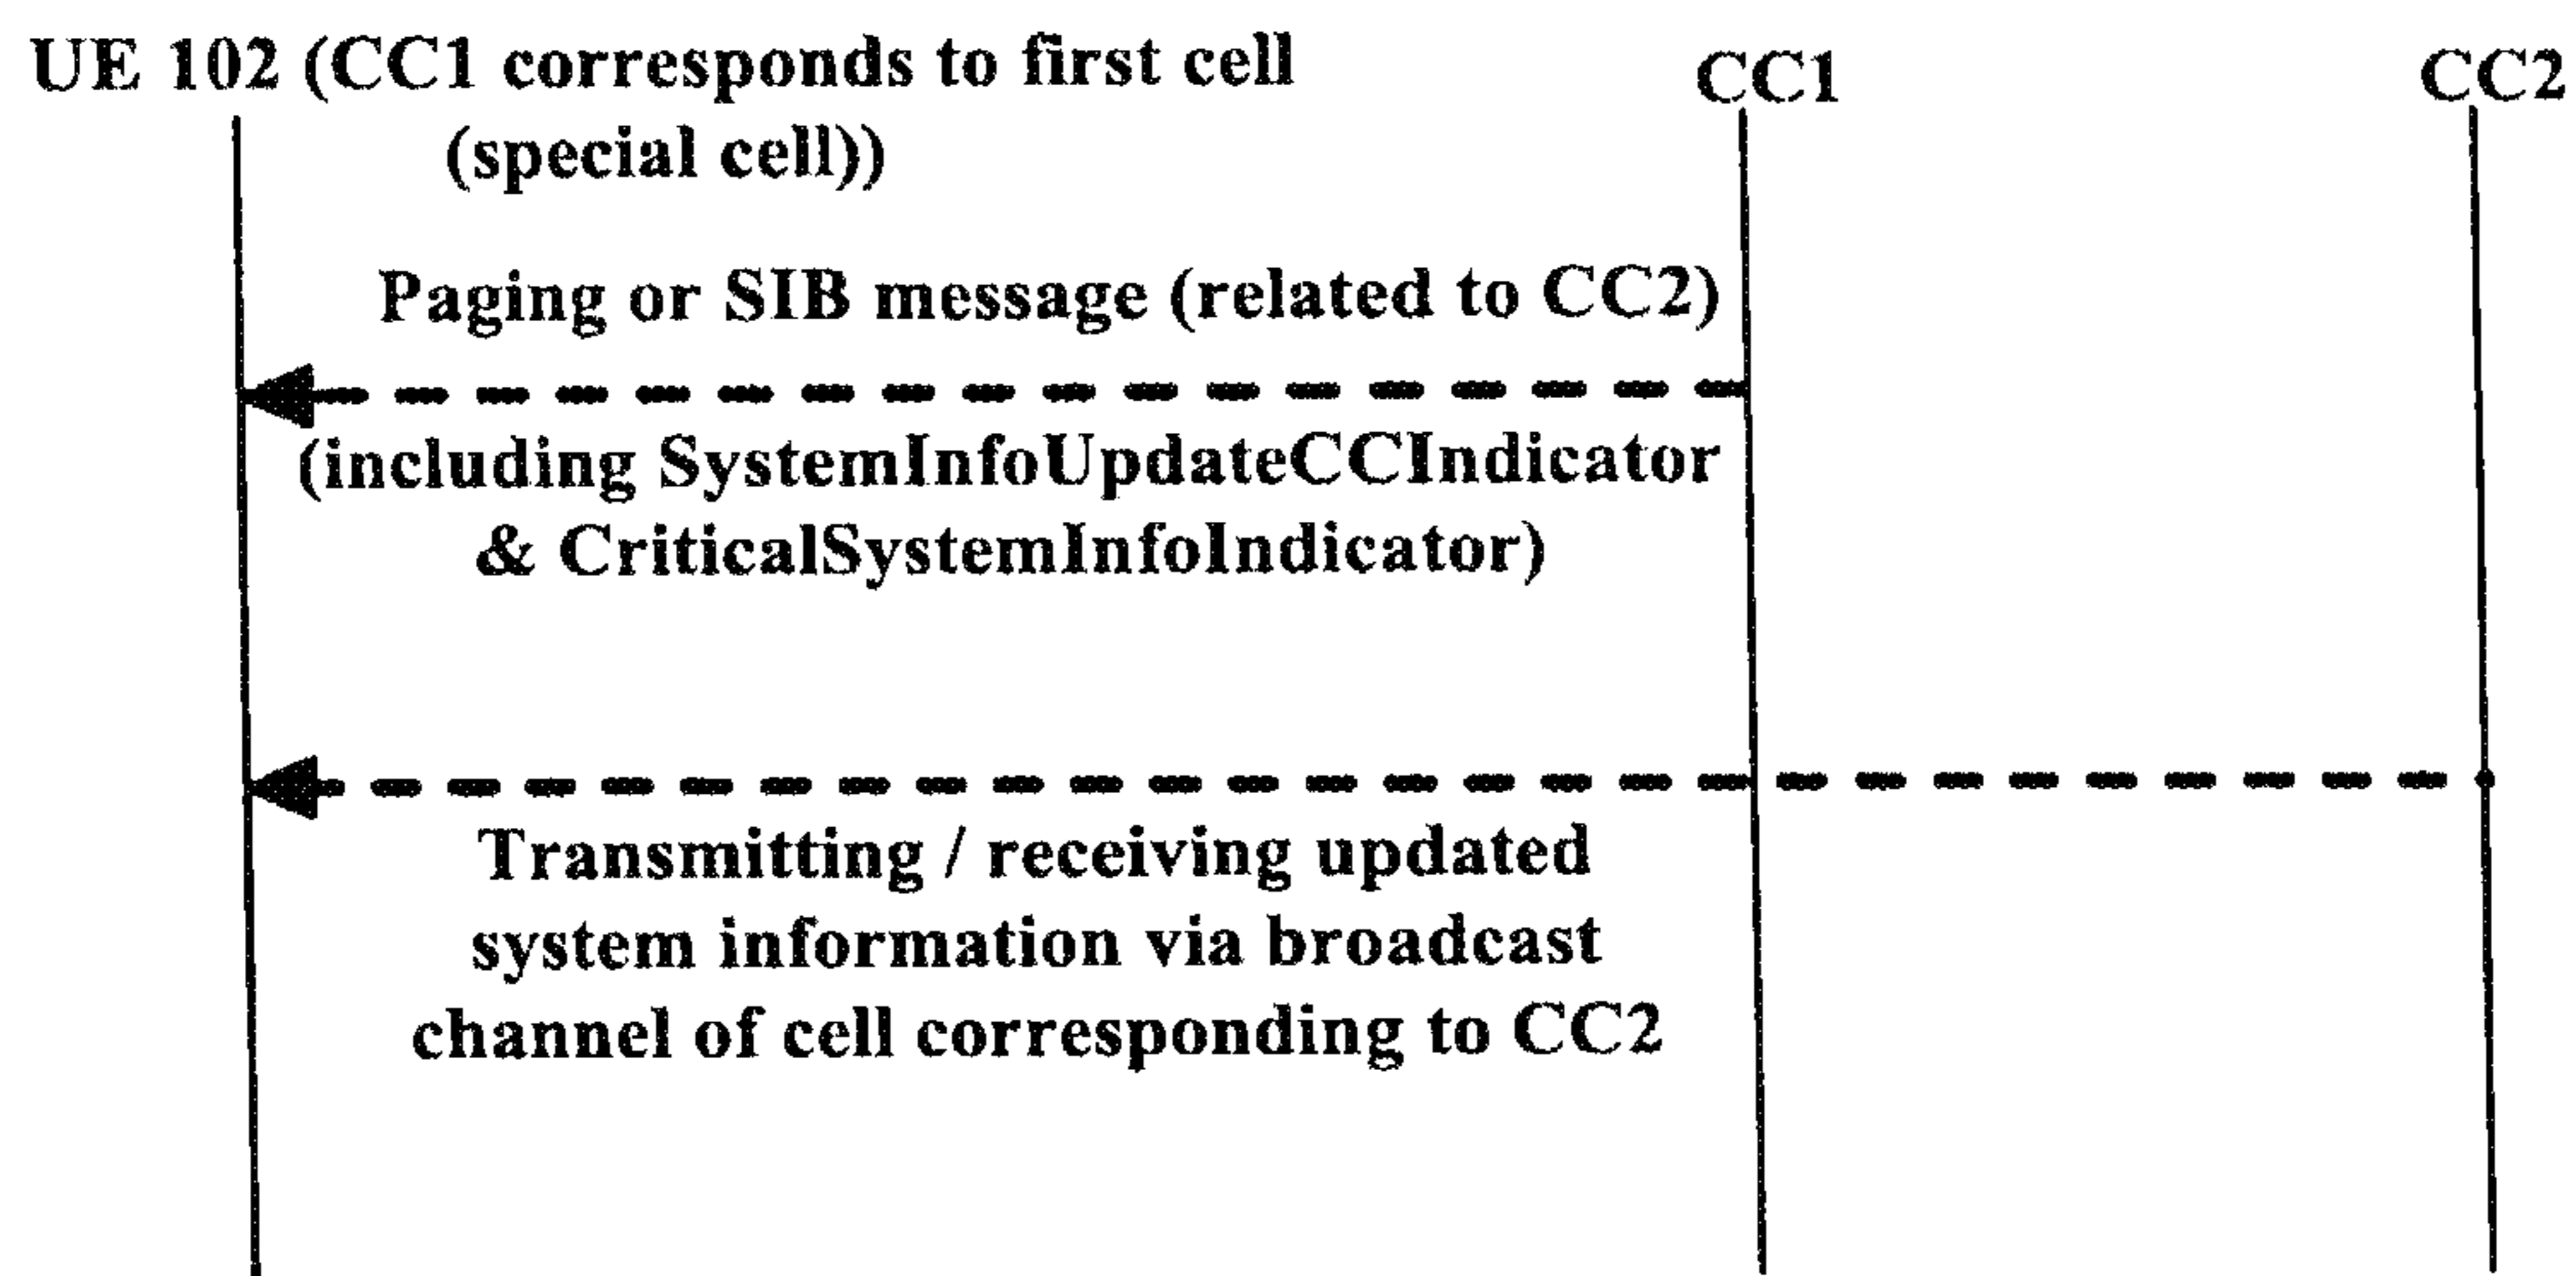 UE 102 (CC1 corresponds to first cell
(special cell))
CC1
CC2
Paging or SIB message (related to CC2)
(including SystemInfoUpdateCCIndicator
& CriticalSystemInfoIndicator)
Transmitting / receiving updated
system information via broadcast
channel of cell corresponding to CC2